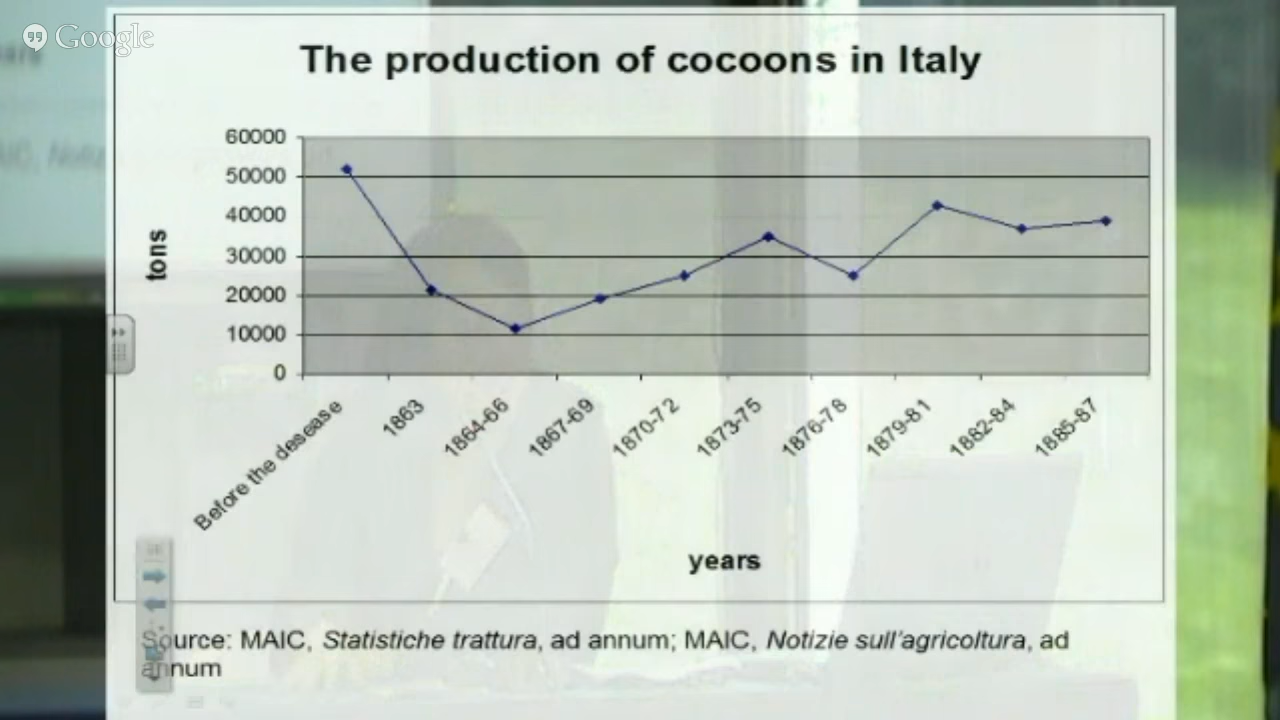 Google
The production of cocoons in Italy
60000
50000
40000
30000
20000
10000
0
tons
Before the desease
1863
1864-66
1867-69
1870-72
1873-75
1876-78
1879-81
1882-84
1885-87
years
Source: MAIC, Statistiche trattura, ad annum; MAIC, Notizie sull'agricoltura, ad
annum